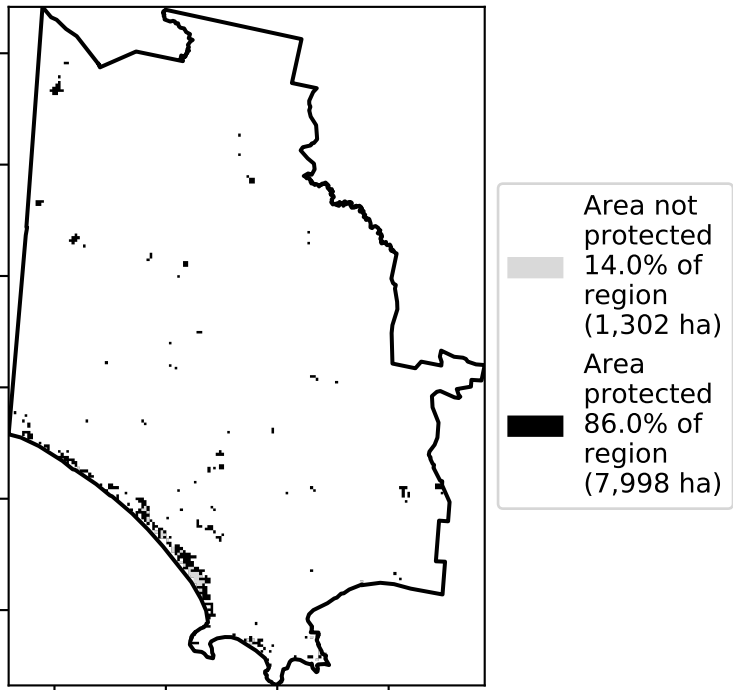 Area not
protected
14.0% of
region
(1,302 ha)
Area
protected
86.0% of
region
(7,998 ha)